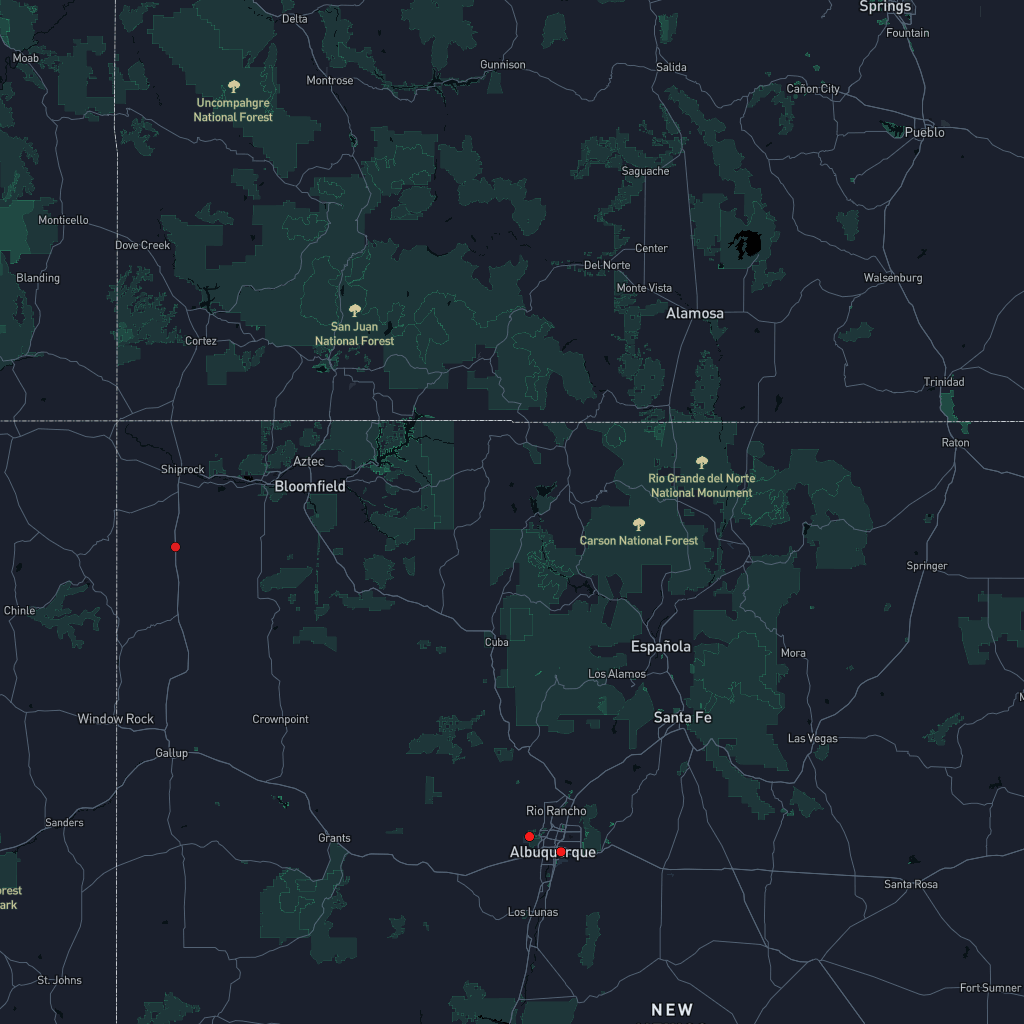 Springs
Delta
Fountain
Moab
Gunnison
Salida
Montrose
Cañon City
Uncompahgre
National Forest
Pueblo
Saguache
Monticello
Dove Creek
Center
Del Norte
Blanding
Walsenburg
Monte Vista
Alamosa
San Juan
National Forest
Cortez
Trinidad
Raton
Aztec
Shiprock
Bloomfield
Rio Grande del Norte
National Monument
Carson National Forest
Springer
Chinle
Cuba
Española
Mora
Los Alamos
Window Rock
Crownpoint
Santa Fe
Las Vegas
Gallup
Rio Rancho
Sanders
Grants
Albuquerque
Santa Rosa
orest
ark
Los Lunas
St. Johns
Fort Sumner
NEW